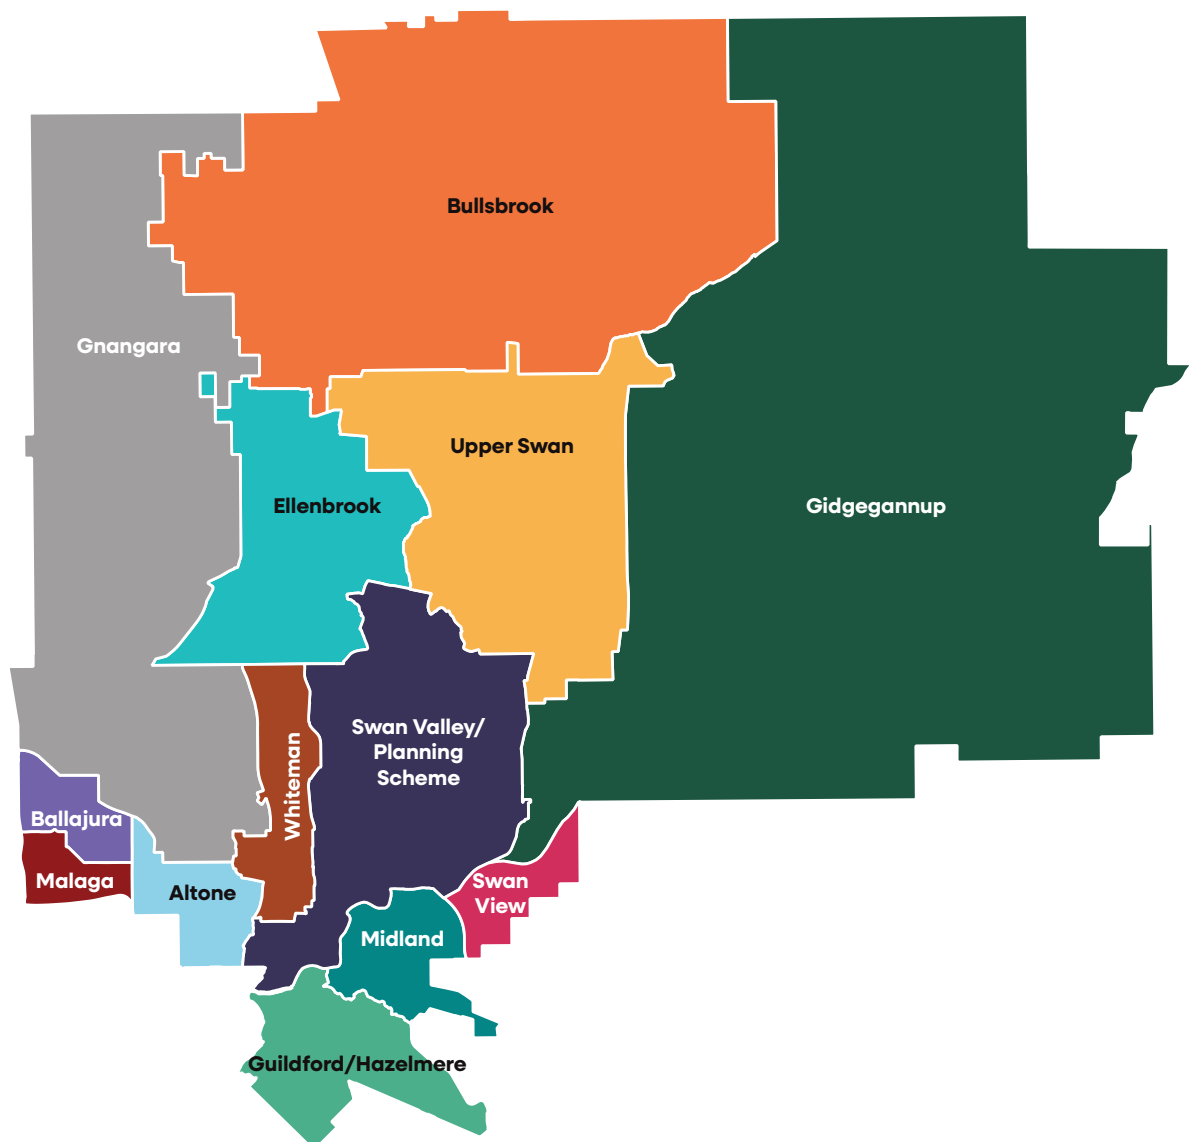 Bullsbrook
Gnangara
Upper Swan
Ellenbrook
Gidgegannup
Swan Valley/
Planning
Scheme
Whiteman
Ballajura
Malaga
Altone
Swan
View
Midland
Guildford/Hazelmere